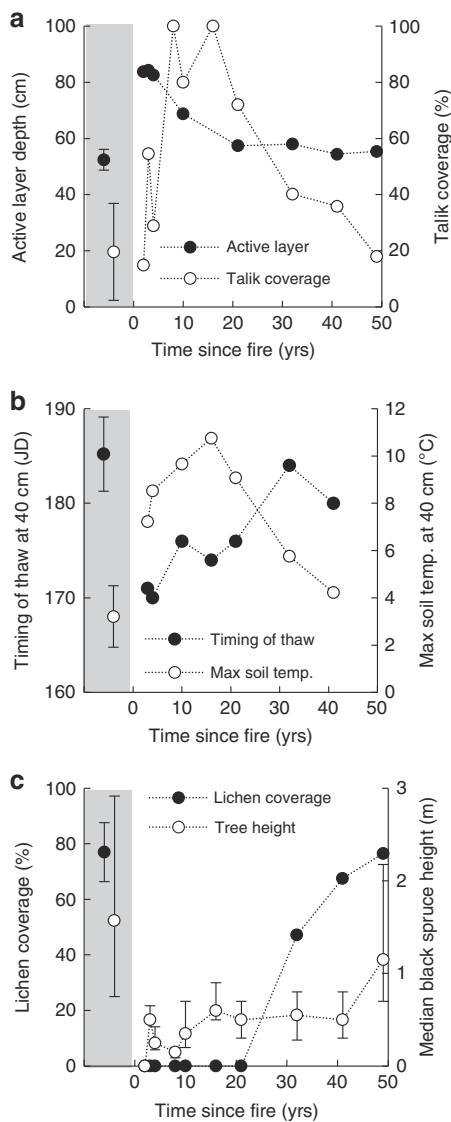 a
Active layer depth (cm)
100
80
60
40
20
0
Talik coverage (%)
100
80
60
40
20
0
Active layer
Talik coverage
0 10 20 30 40 50
Time since fire (yrs)
b
Timing of thaw at 40 cm (JD)
190
180
170
160
Max soil temp. at 40 cm (°C)
12
10
8
6
4
2
0
Timing of thaw
Max soil temp.
0 10 20 30 40 50
Time since fire (yrs)
c
Lichen coverage (%)
100
80
60
40
20
0
Median black spruce height (m)
3
2
1
0
Lichen coverage
Tree height
0 10 20 30 40 50
Time since fire (yrs)